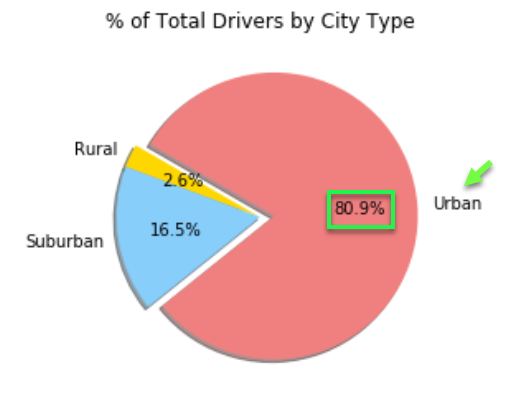 % of Total Drivers by City Type
Rural
2.6%
80.9%
Urban
16.5%
Suburban